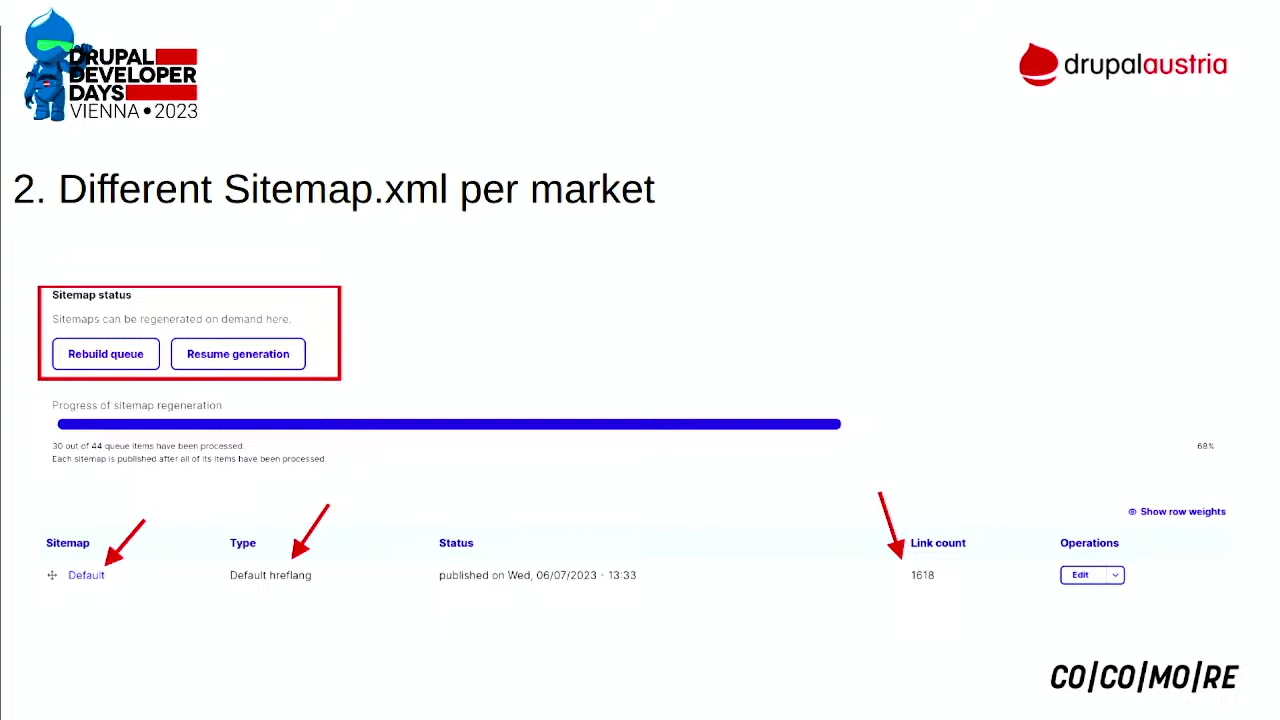 DRUPAL
DEVELOPER
DAYS
VIENNA • 2023
drupalaustria
2. Different Sitemap.xml per market
Sitemap status
Sitemaps can be regenerated on demand here.
Rebuild queue Resume generation
Progress of sitemap regeneration
30 out of 44 queue items have been processed.
68%
Each sitemap is published after all of its items have been processed.
Show row weights
Sitemap Type Status Link count Operations
Default Default hreflang published on Wed, 06/07/2023 - 13:33 1618 Edit
CO|CO|MO|RE